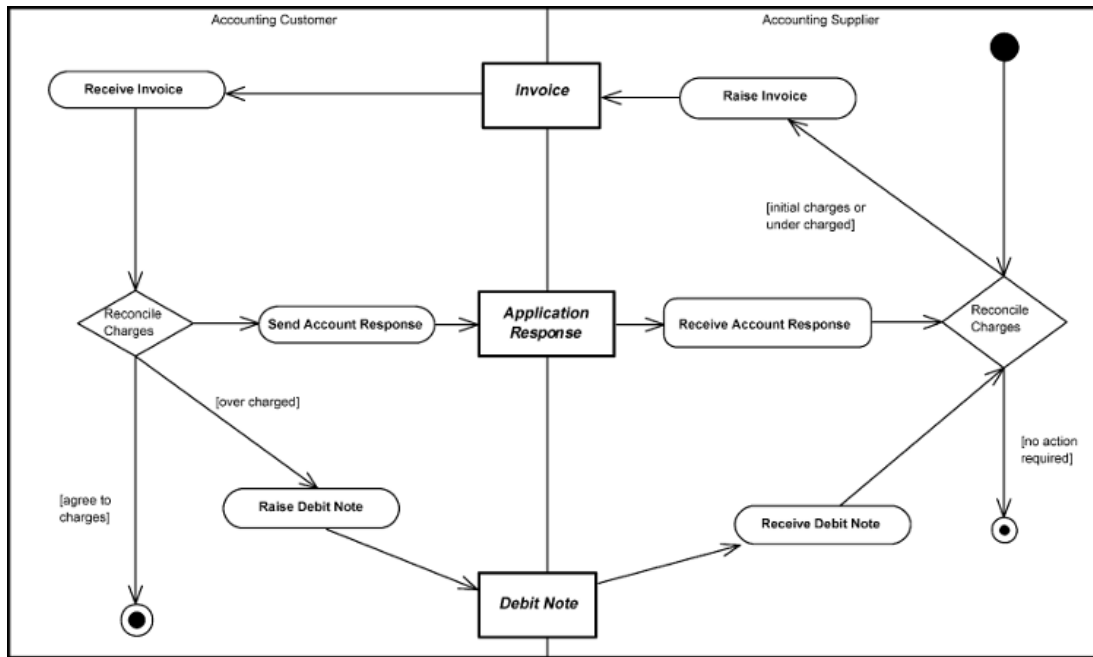 Accounting Customer
Accounting Supplier
Receive Invoice
Invoice
Raise Invoice
[initial charges or
under charged]
Reconcile
Charges
Send Account Response
Application
Response
Receive Account Response
Reconcile
Charges
[over charged]
[no action
required]
[agree to
charges]
Raise Debit Note
Receive Debit Note
Debit Note